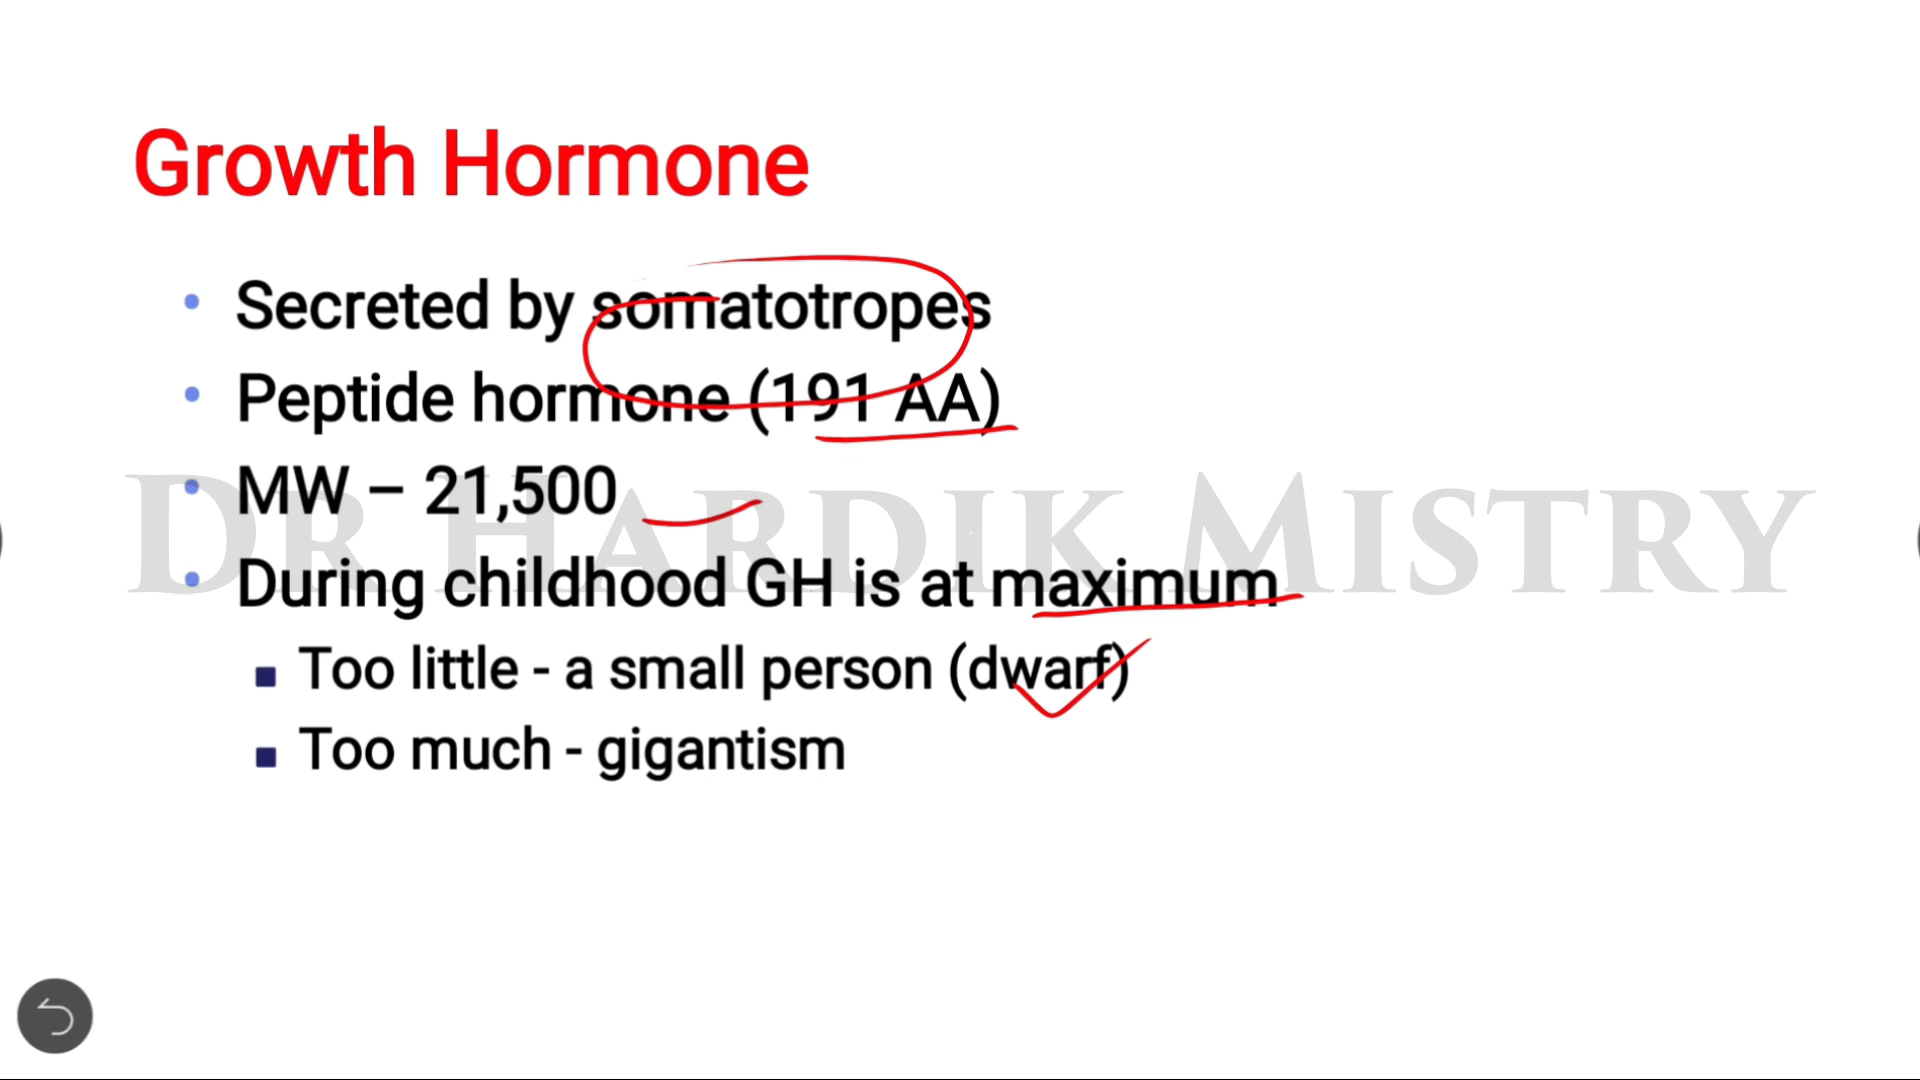 Growth Hormone
• Secreted by somatotropes
• Peptide hormone (191 AA)
• MW – 21,500
DR HARDIK MISTRY
• During childhood GH is at maximum
■ Too little - a small person (dwarf)
■ Too much - gigantism